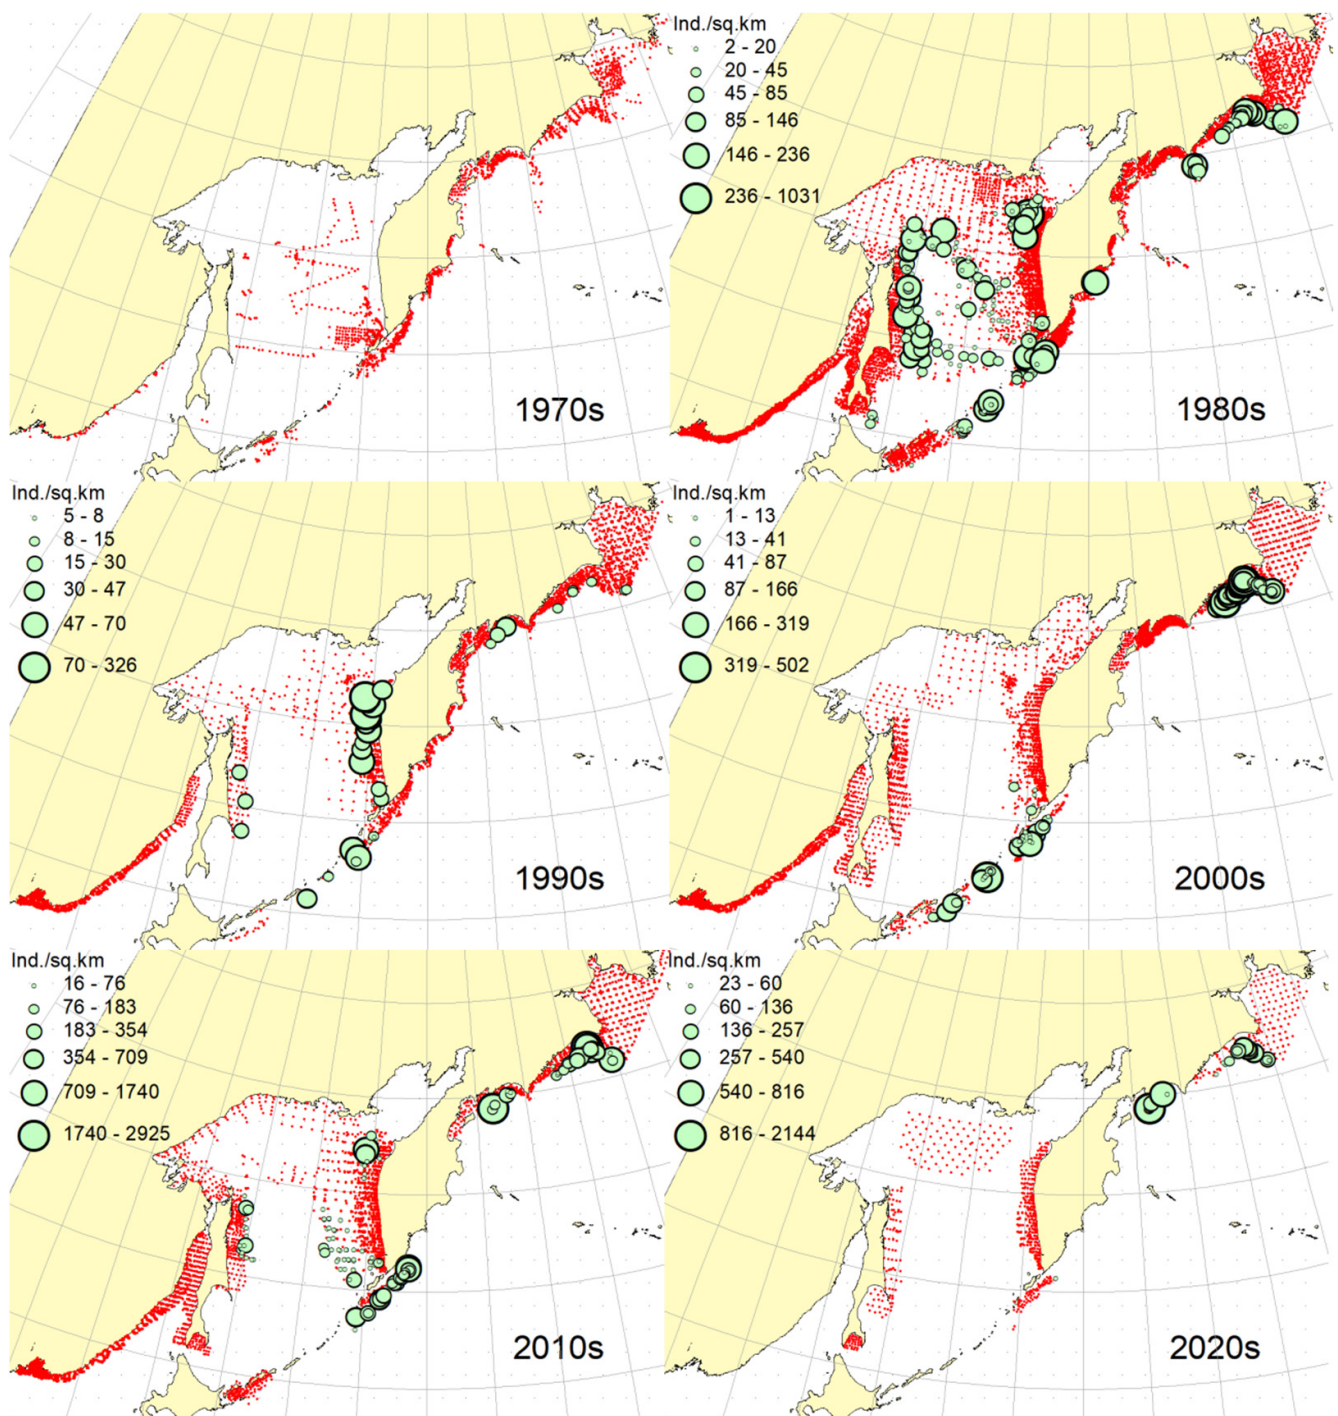 1970s
Ind./sq.km
2 - 20
20 - 45
45 - 85
85 - 146
146 - 236
236 - 1031
1980s
Ind./sq.km
5 - 8
8 - 15
15 - 30
30 - 47
47 - 70
70 - 326
1990s
Ind./sq.km
1 - 13
13 - 41
41 - 87
87 - 166
166 - 319
319 - 502
2000s
Ind./sq.km
16 - 76
76 - 183
183 - 354
354 - 709
709 - 1740
1740 - 2925
2010s
Ind./sq.km
23 - 60
60 - 136
136 - 257
257 - 540
540 - 816
816 - 2144
2020s